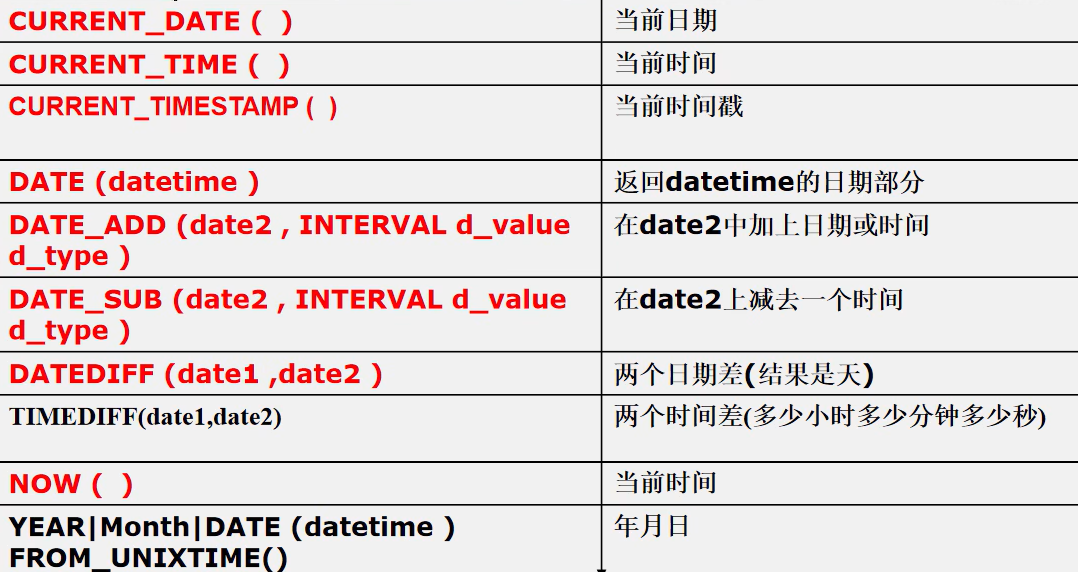 CURRENT_DATE (  ) 当前日期
CURRENT_TIME (  ) 当前时间
CURRENT_TIMESTAMP (  ) 当前时间戳
DATE (datetime ) 返回datetime的日期部分
DATE_ADD (date2 , INTERVAL d_value 在date2中加上日期或时间
d_type )
DATE_SUB (date2 , INTERVAL d_value 在date2上减去一个时间
d_type )
DATEDIFF (date1 ,date2 ) 两个日期差(结果是天)
TIMEDIFF(date1,date2) 两个时间差(多少小时多少分钟多少秒)
NOW (  ) 当前时间
YEAR|Month|DATE (datetime ) 年月日
FROM_UNIXTIME()